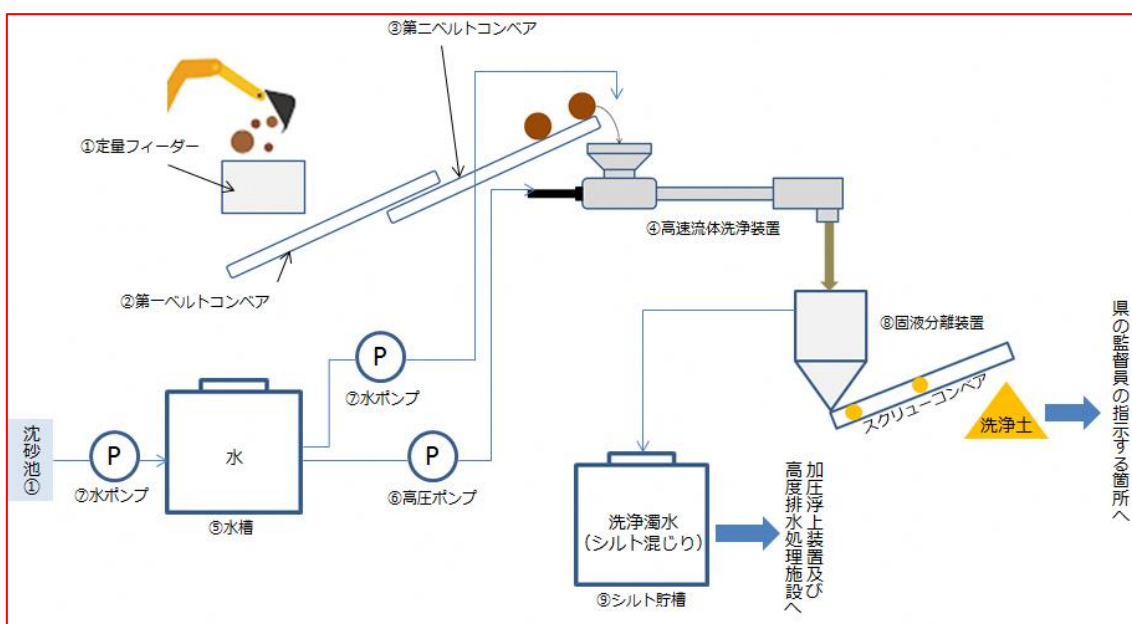 ③第二ベルトコンベア
①定量フィーダー
④高速流体洗浄装置
②第一ベルトコンベア
⑧固液分離装置
スクリューコンベア
洗浄土
県の監督員の指示する箇所へ
P
⑦水ポンプ
沈砂池①
P
⑦水ポンプ
水
⑤水槽
P
⑥高圧ポンプ
洗浄濁水
(シルト混じり)
⑨シルト貯槽
加圧浮上装置及び
高度排水処理施設へ